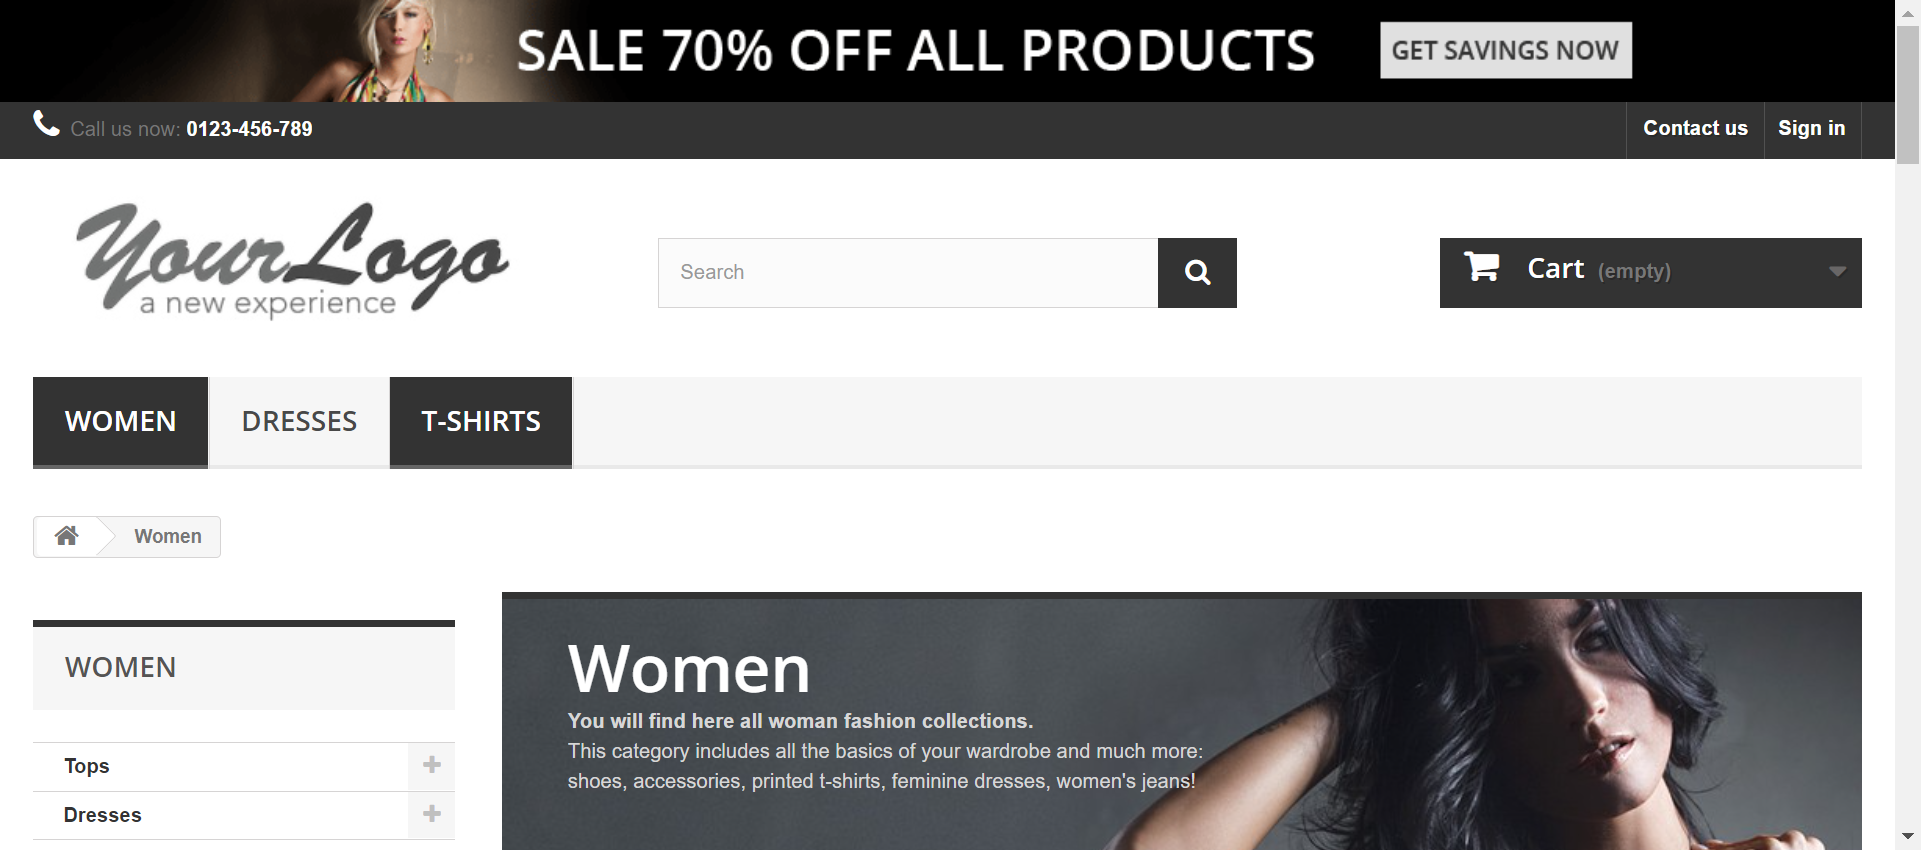 SALE 70% OFF ALL PRODUCTS GET SAVINGS NOW
Call us now: 0123-456-789 Contact us Sign in
YourLogo
a new experience
Search
Cart (empty)
WOMEN DRESSES T-SHIRTS
Women
WOMEN
Tops
Dresses
Women
You will find here all woman fashion collections.
This category includes all the basics of your wardrobe and much more:
shoes, accessories, printed t-shirts, feminine dresses, women's jeans!